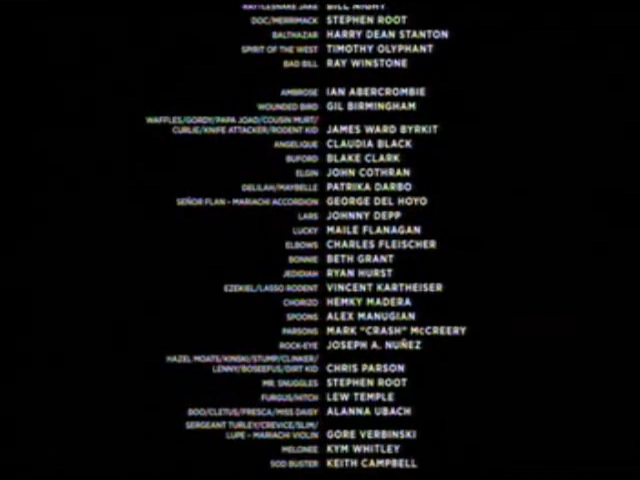 RATTLESNAKE JAKE BILL NIGHY
DOC/MERRIMACK STEPHEN ROOT
BALTHAZAR HARRY DEAN STANTON
SPIRIT OF THE WEST TIMOTHY OLYPHANT
BAD BILL RAY WINSTONE
AMBROSE IAN ABERCROMBIE
WOUNDED BIRD GIL BIRMINGHAM
WAFFLES/GORDY/PAPA JOAD/COUSIN MURT/
CURLIE/KNIFE ATTACKER/RODENT KID JAMES WARD BYRKIT
ANGELIQUE CLAUDIA BLACK
BUFORD BLAKE CLARK
ELGIN JOHN COTHRAN
DELILAH/MAYBELLE PATRIKA DARBO
SEÑOR FLAN - MARIACHI ACCORDION GEORGE DEL HOYO
LARS JOHNNY DEPP
LUCKY MAILE FLANAGAN
ELBOWS CHARLES FLEISCHER
BONNIE BETH GRANT
JEDIDIAH RYAN HURST
EZEKIEL/LASSO RODENT VINCENT KARTHEISER
CHORIZO HEMKY MADERA
SPOONS ALEX MANUGIAN
PARSONS MARK "CRASH" McCREERY
ROCK-EYE JOSEPH A. NUÑEZ
HAZEL MOATS/KINSKI/STUMP/CLINKER/
LENNY/BOSEEFUS/DIRT KID CHRIS PARSON
MR. SNUGGLES STEPHEN ROOT
FURGUS/HITCH LEW TEMPLE
BOO/CLETUS/FRESCA/MISS DAISY ALANNA UBACH
SERGEANT TURLEY/CREVICE/SLIM/
LUPE - MARIACHI VIOLIN GORE VERBINSKI
MELONEE KYM WHITLEY
SOD BUSTER KEITH CAMPBELL